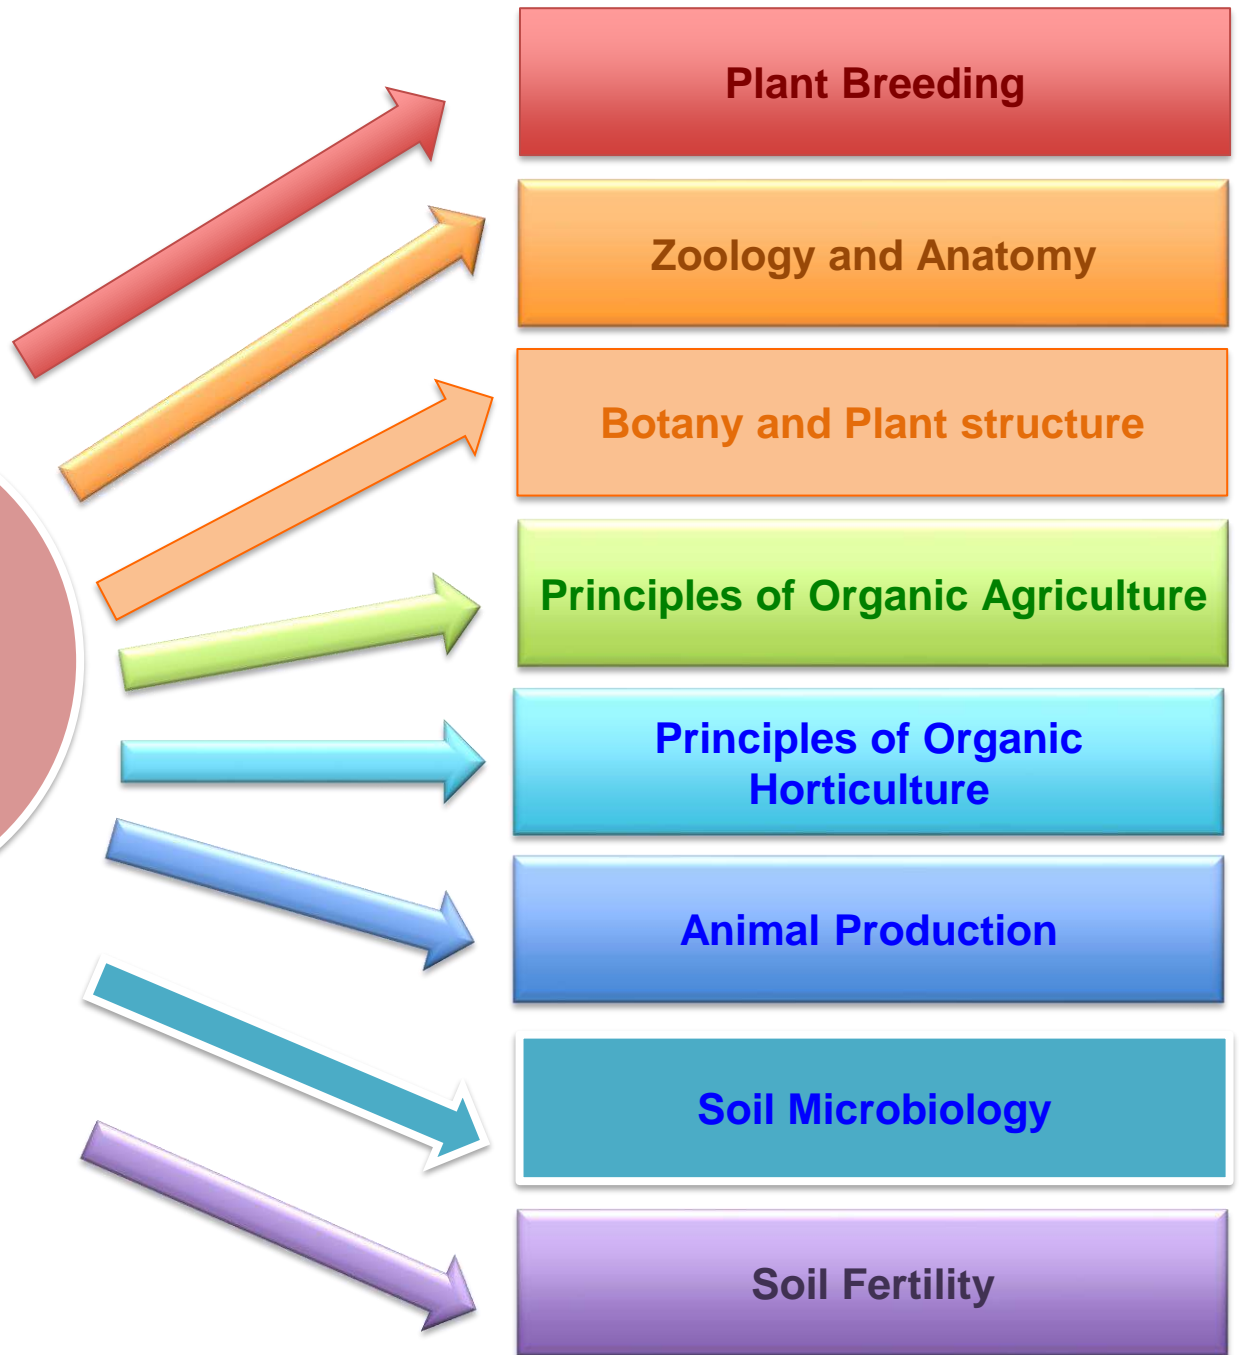 Plant Breeding
Zoology and Anatomy
Botany and Plant structure
Principles of Organic Agriculture
Principles of Organic
Horticulture
Animal Production
Soil Microbiology
Soil Fertility